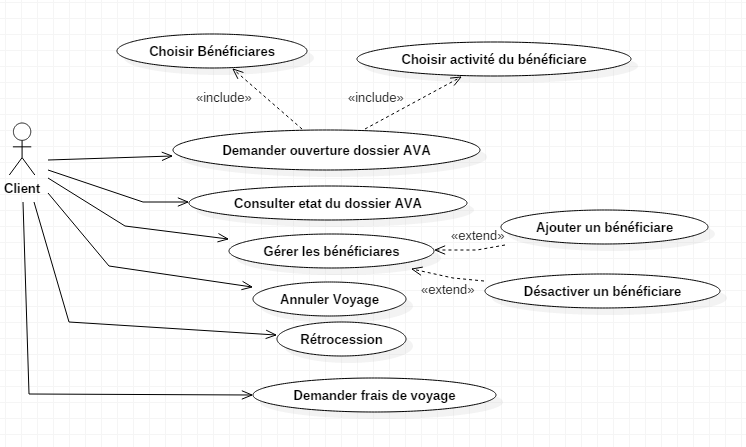 Choisir Bénéficiares
Choisir activité du bénéficiare
«include»
«include»
Demander ouverture dossier AVA
Client
Consulter etat du dossier AVA
Ajouter un bénéficiare
«extend»
Gérer les bénéficiares
Désactiver un bénéficiare
«extend»
Annuler Voyage
Rétrocession
Demander frais de voyage